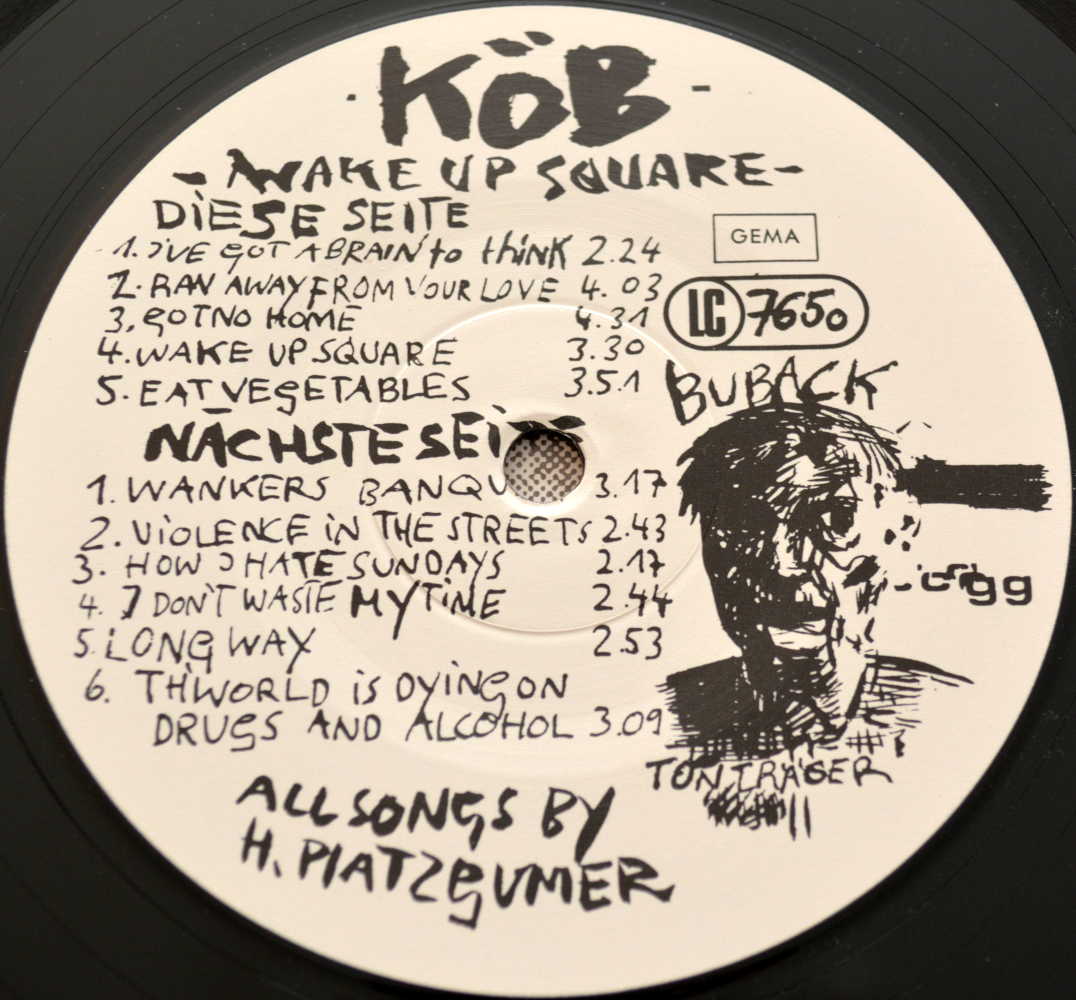 KÖB
- WAKE UP SQUARE -
DIESE SEITE
1. I'VE GOT A BRAIN to thiNK 2.24
2. RAN AWAY FROM YOUR LOVE 4.03
3. GOT NO HOME 4.31
4. WAKE UP SQUARE 3.30
5. EAT VEGETABLES 3.51
NÄCHSTE
1. WANKERS 3.17
2. ViOLENCE iN THE STREETS 2.43
3. HOW I HATE SUNDAYS 2.17
4. I DON'T WASTE MY TiME 2.44
5. LONG WAY 2.53
6. TH'WORLD iS DYiNG ON
DRUGS AND ALCOHOL 3.09
ALL SONGS BY
H. PLATZGUMER
GEMA
LC 7650
BUBACK
TONTRÄGER